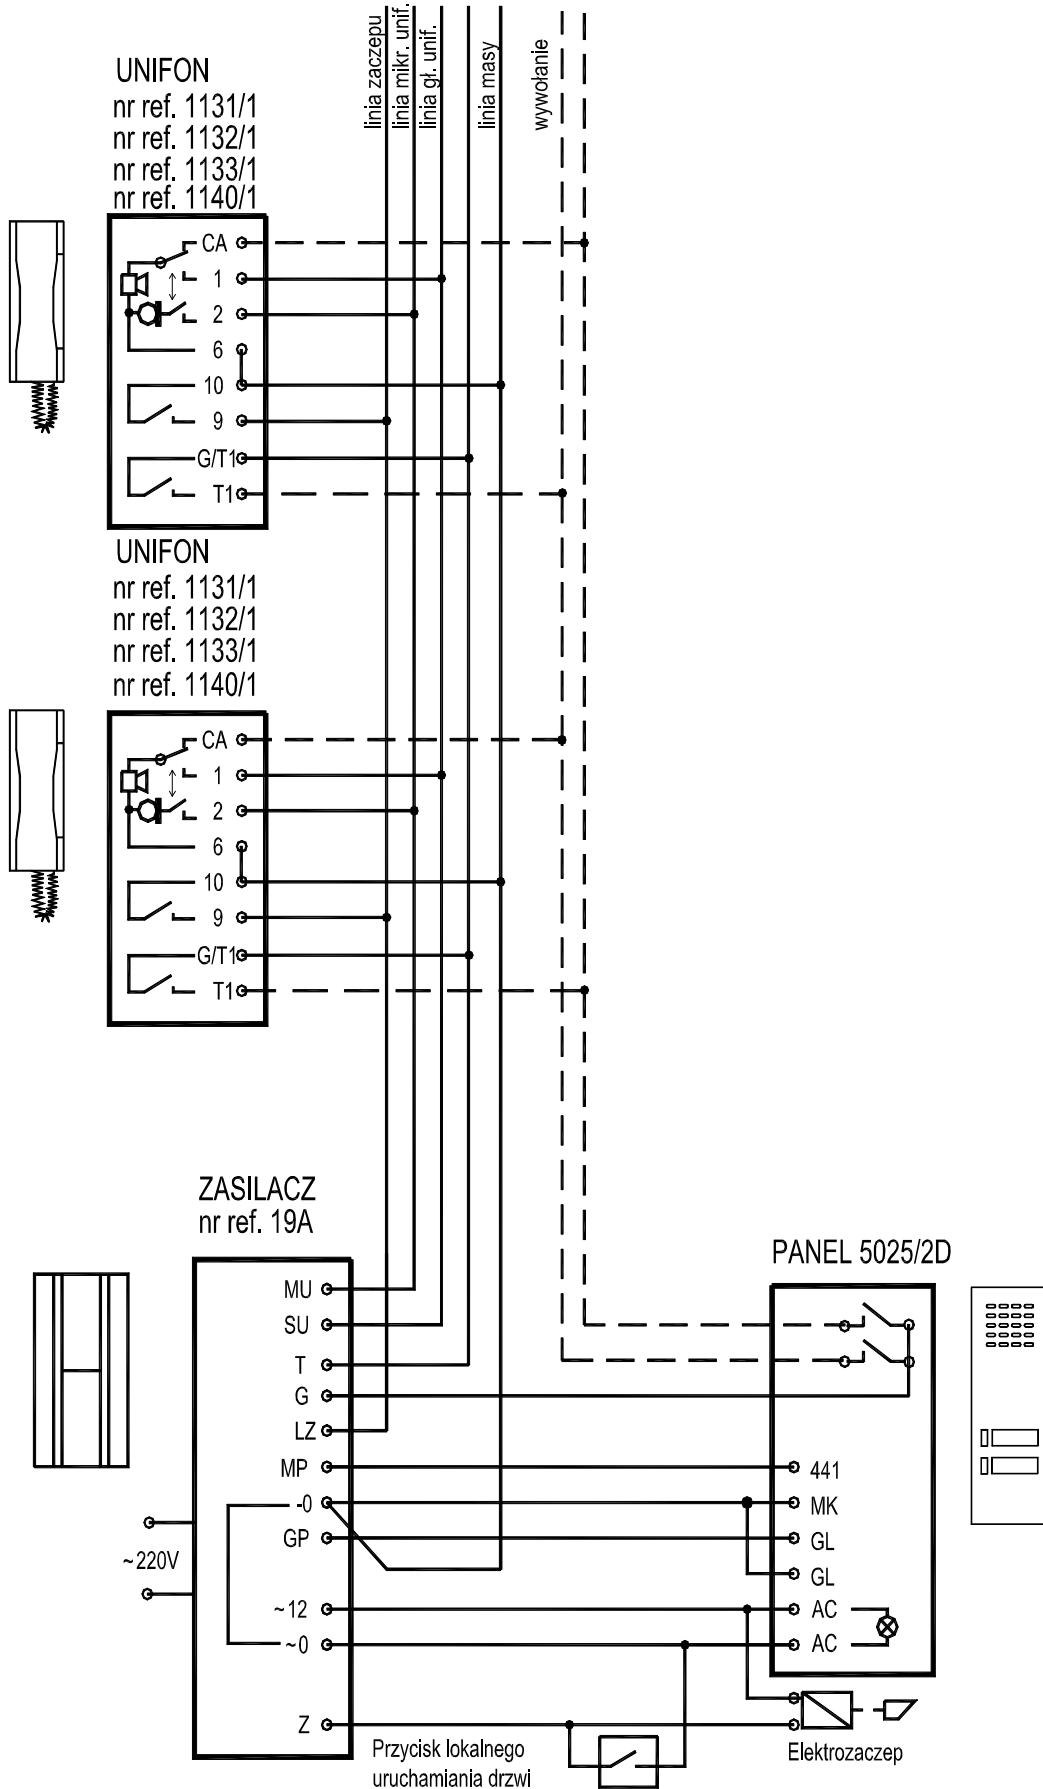 linia zaczepu
linia mikr. unif.
linia gł. unif.
linia masy
wywołanie
UNIFON
nr ref. 1131/1
nr ref. 1132/1
nr ref. 1133/1
nr ref. 1140/1
CA
1
2
6
10
9
G/T1
T1
UNIFON
nr ref. 1131/1
nr ref. 1132/1
nr ref. 1133/1
nr ref. 1140/1
CA
1
2
6
10
9
G/T1
T1
ZASILACZ
nr ref. 19A
MU
SU
T
G
LZ
MP
-0
GP
~12
~0
Z
~220V
PANEL 5025/2D
441
MK
GL
GL
AC
AC
Elektrozaczep
Przycisk lokalnego
uruchamiania drzwi